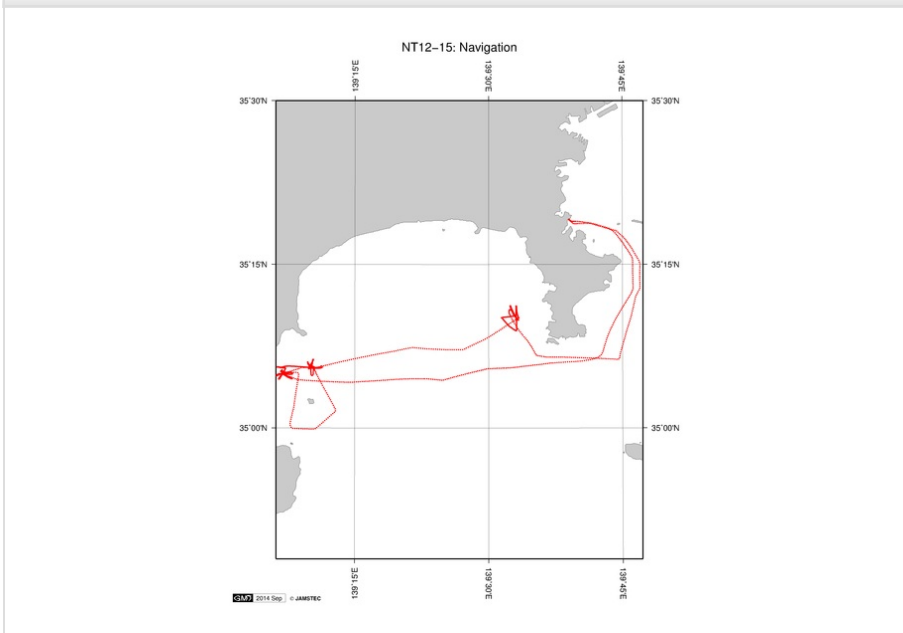 NT12−15: Navigation
139˚15'E 139˚30'E 139˚45'E
35˚30'N 35˚30'N
35˚15'N 35˚15'N
35˚00'N 35˚00'N
139˚15'E 139˚30'E 139˚45'E
GMT 2014 Sep © JAMSTEC